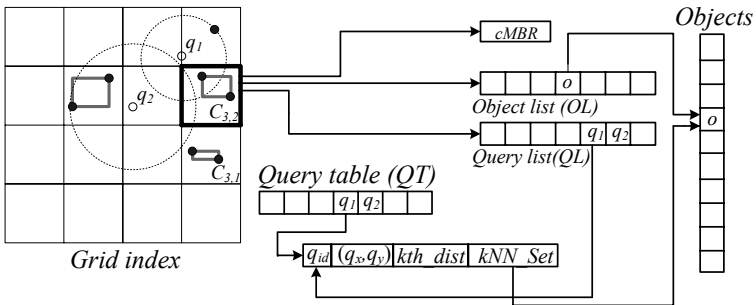 Objects
q1
cMBR
q2
C3,2
o
Object list (OL)
o
q1 q2
Query list(QL)
C3,1
Query table (QT)
q1 q2
Grid index
qid (qx,qy) kth_dist kNN_Set